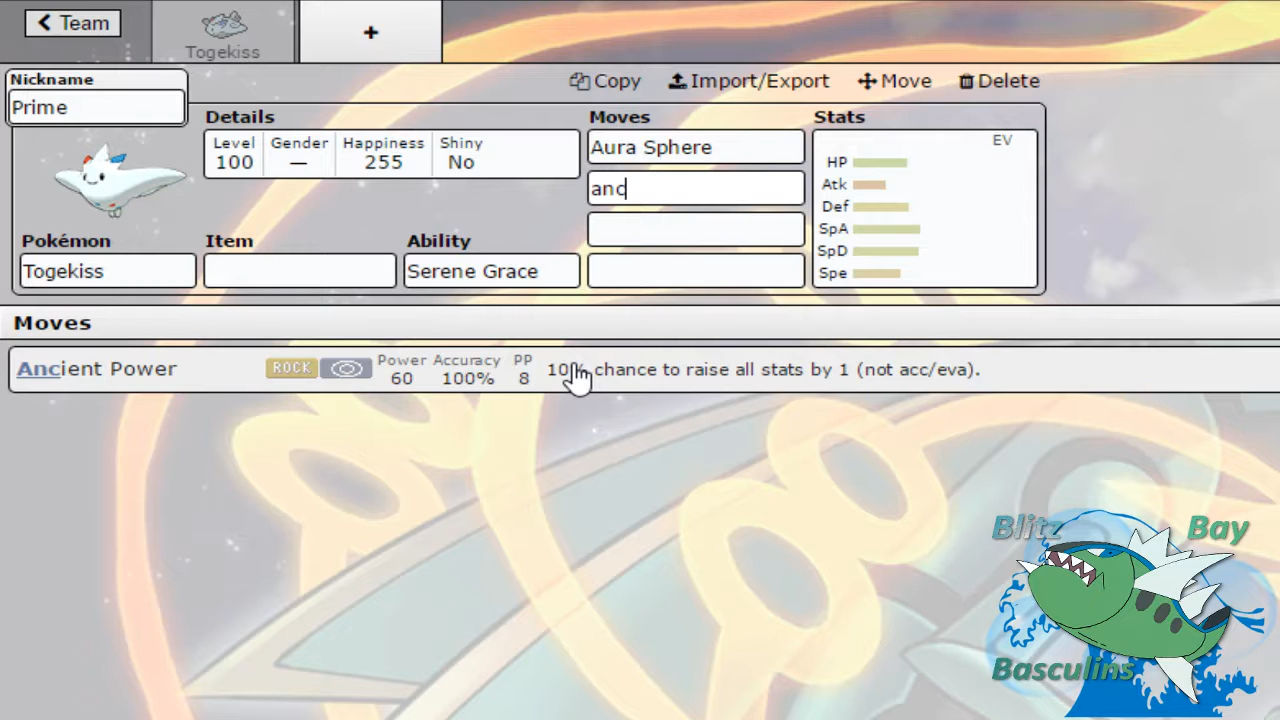 Team
Togekiss
+
Nickname
Prime
Copy
Import/Export
Move
Delete
Details
Level
100
Gender
—
Happiness
255
Shiny
No
Pokémon
Togekiss
Item
Ability
Serene Grace
Moves
Aura Sphere
anc
Stats
EV
HP
Atk
Def
SpA
SpD
Spe
Moves
Ancient Power
ROCK
Power
60
Accuracy
100%
PP
8
10% chance to raise all stats by 1 (not acc/eva).
Blitz Bay
Basculins